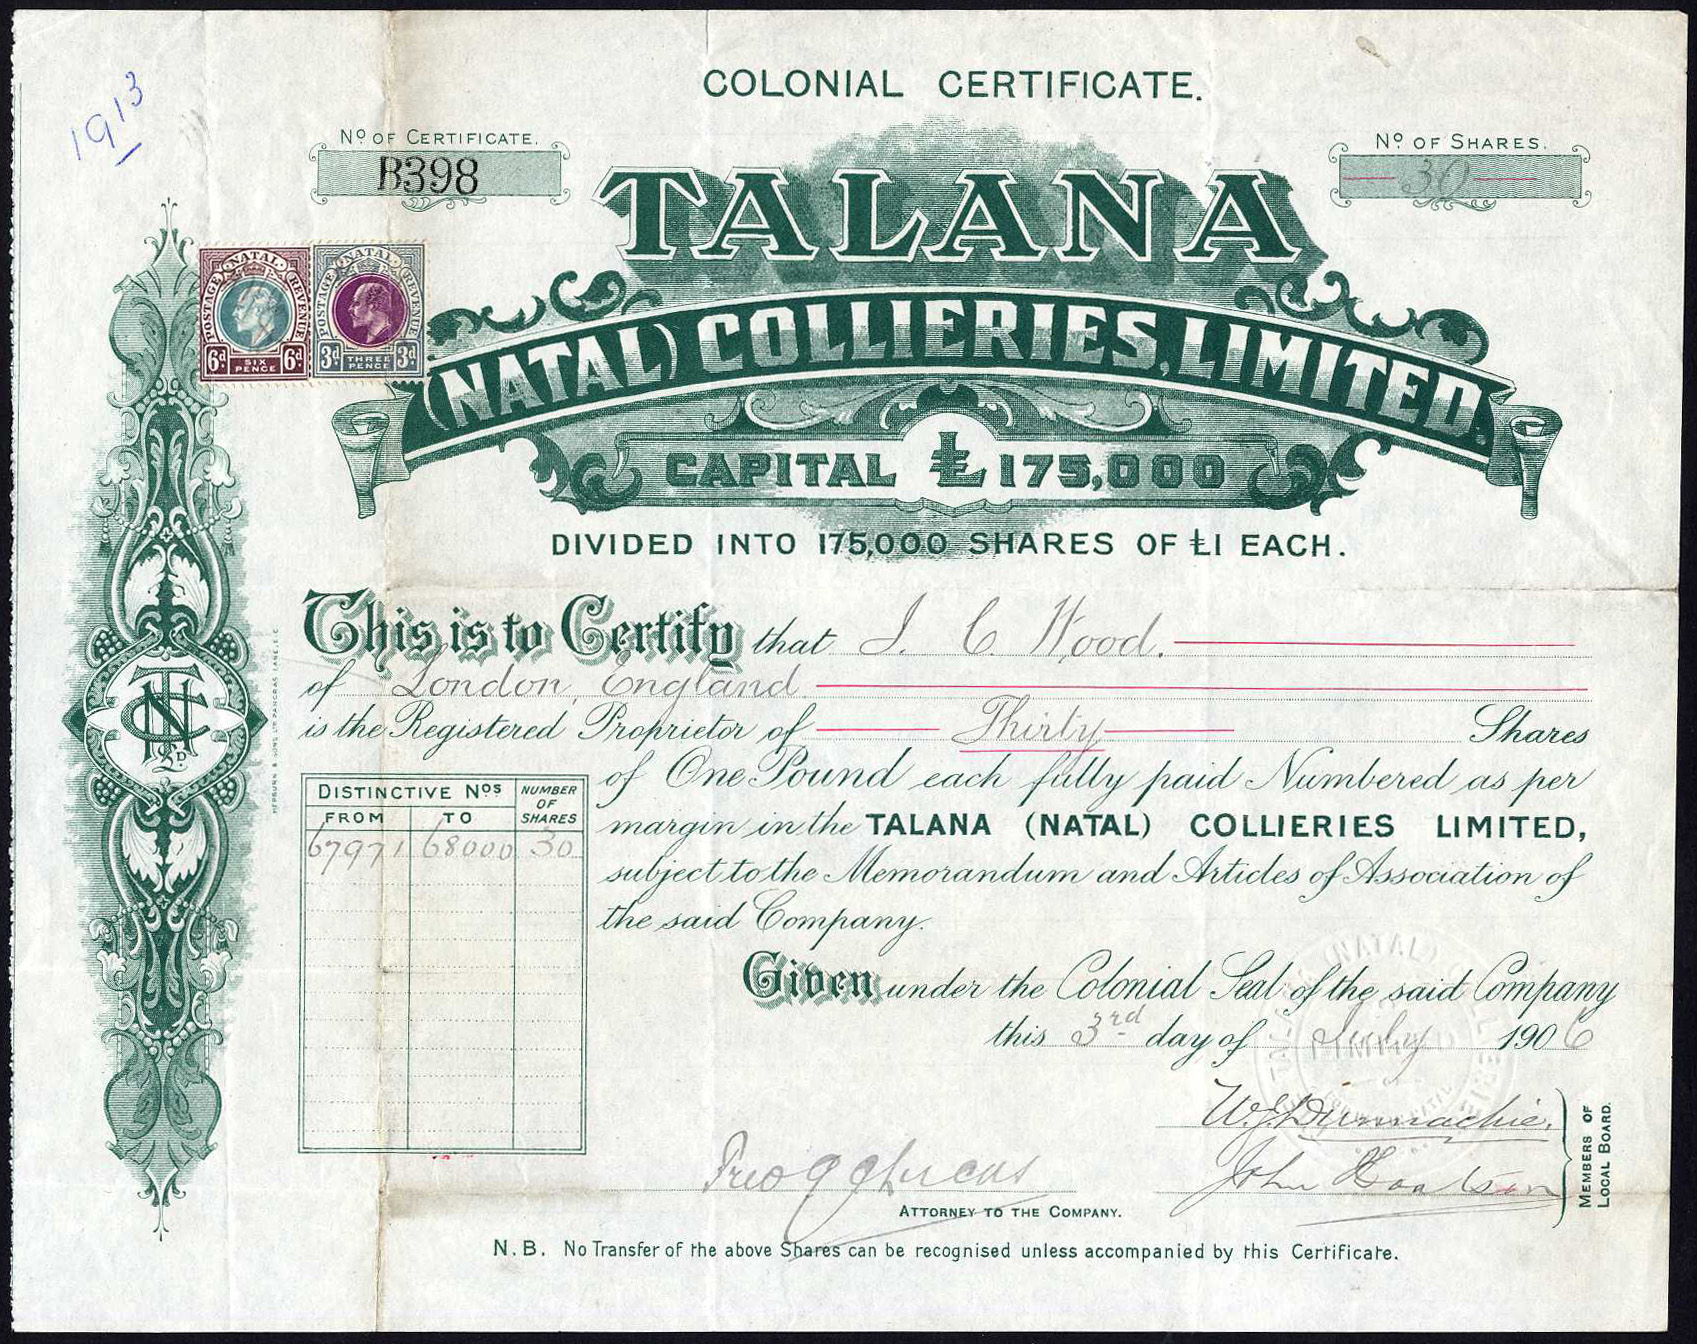 1913
COLONIAL CERTIFICATE.
No OF CERTIFICATE.
B398
No OF SHARES.
30
TALANA
(NATAL) COLLIERIES, LIMITED.
CAPITAL £175,000
DIVIDED INTO 175,000 SHARES OF £1 EACH.
NATAL
POSTAGE REVENUE
6d SIX PENCE 6d
NATAL
POSTAGE REVENUE
3d THREE PENCE 3d
This is to Certify that J. C. Wood.
of London, England
is the Registered Proprietor of Thirty Shares
of One Pound each fully paid Numbered as per
margin in the TALANA (NATAL) COLLIERIES LIMITED,
subject to the Memorandum and Articles of Association of
the said Company.
DISTINCTIVE Nos NUMBER OF SHARES
FROM TO
67971 68000 30
Given under the Colonial Seal of the said Company
this 3rd day of July 1906
John
MEMBERS OF LOCAL BOARD.
ATTORNEY TO THE COMPANY.
N.B. No Transfer of the above Shares can be recognised unless accompanied by this Certificate.
(NATAL)
LIMITED